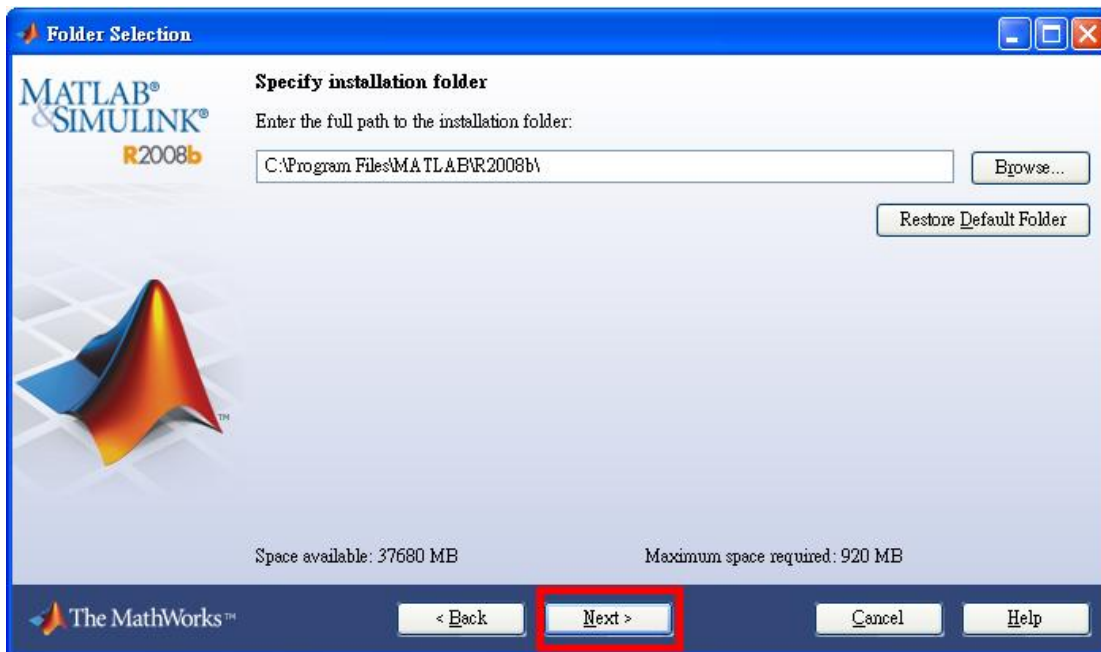 Folder Selection
MATLAB®
&SIMULINK®
R2008b
Specify installation folder
Enter the full path to the installation folder:
C:\Program Files\MATLAB\R2008b\
Browse...
Restore Default Folder
TM
Space available: 37680 MB
Maximum space required: 920 MB
The MathWorks™
< Back
Next >
Cancel
Help